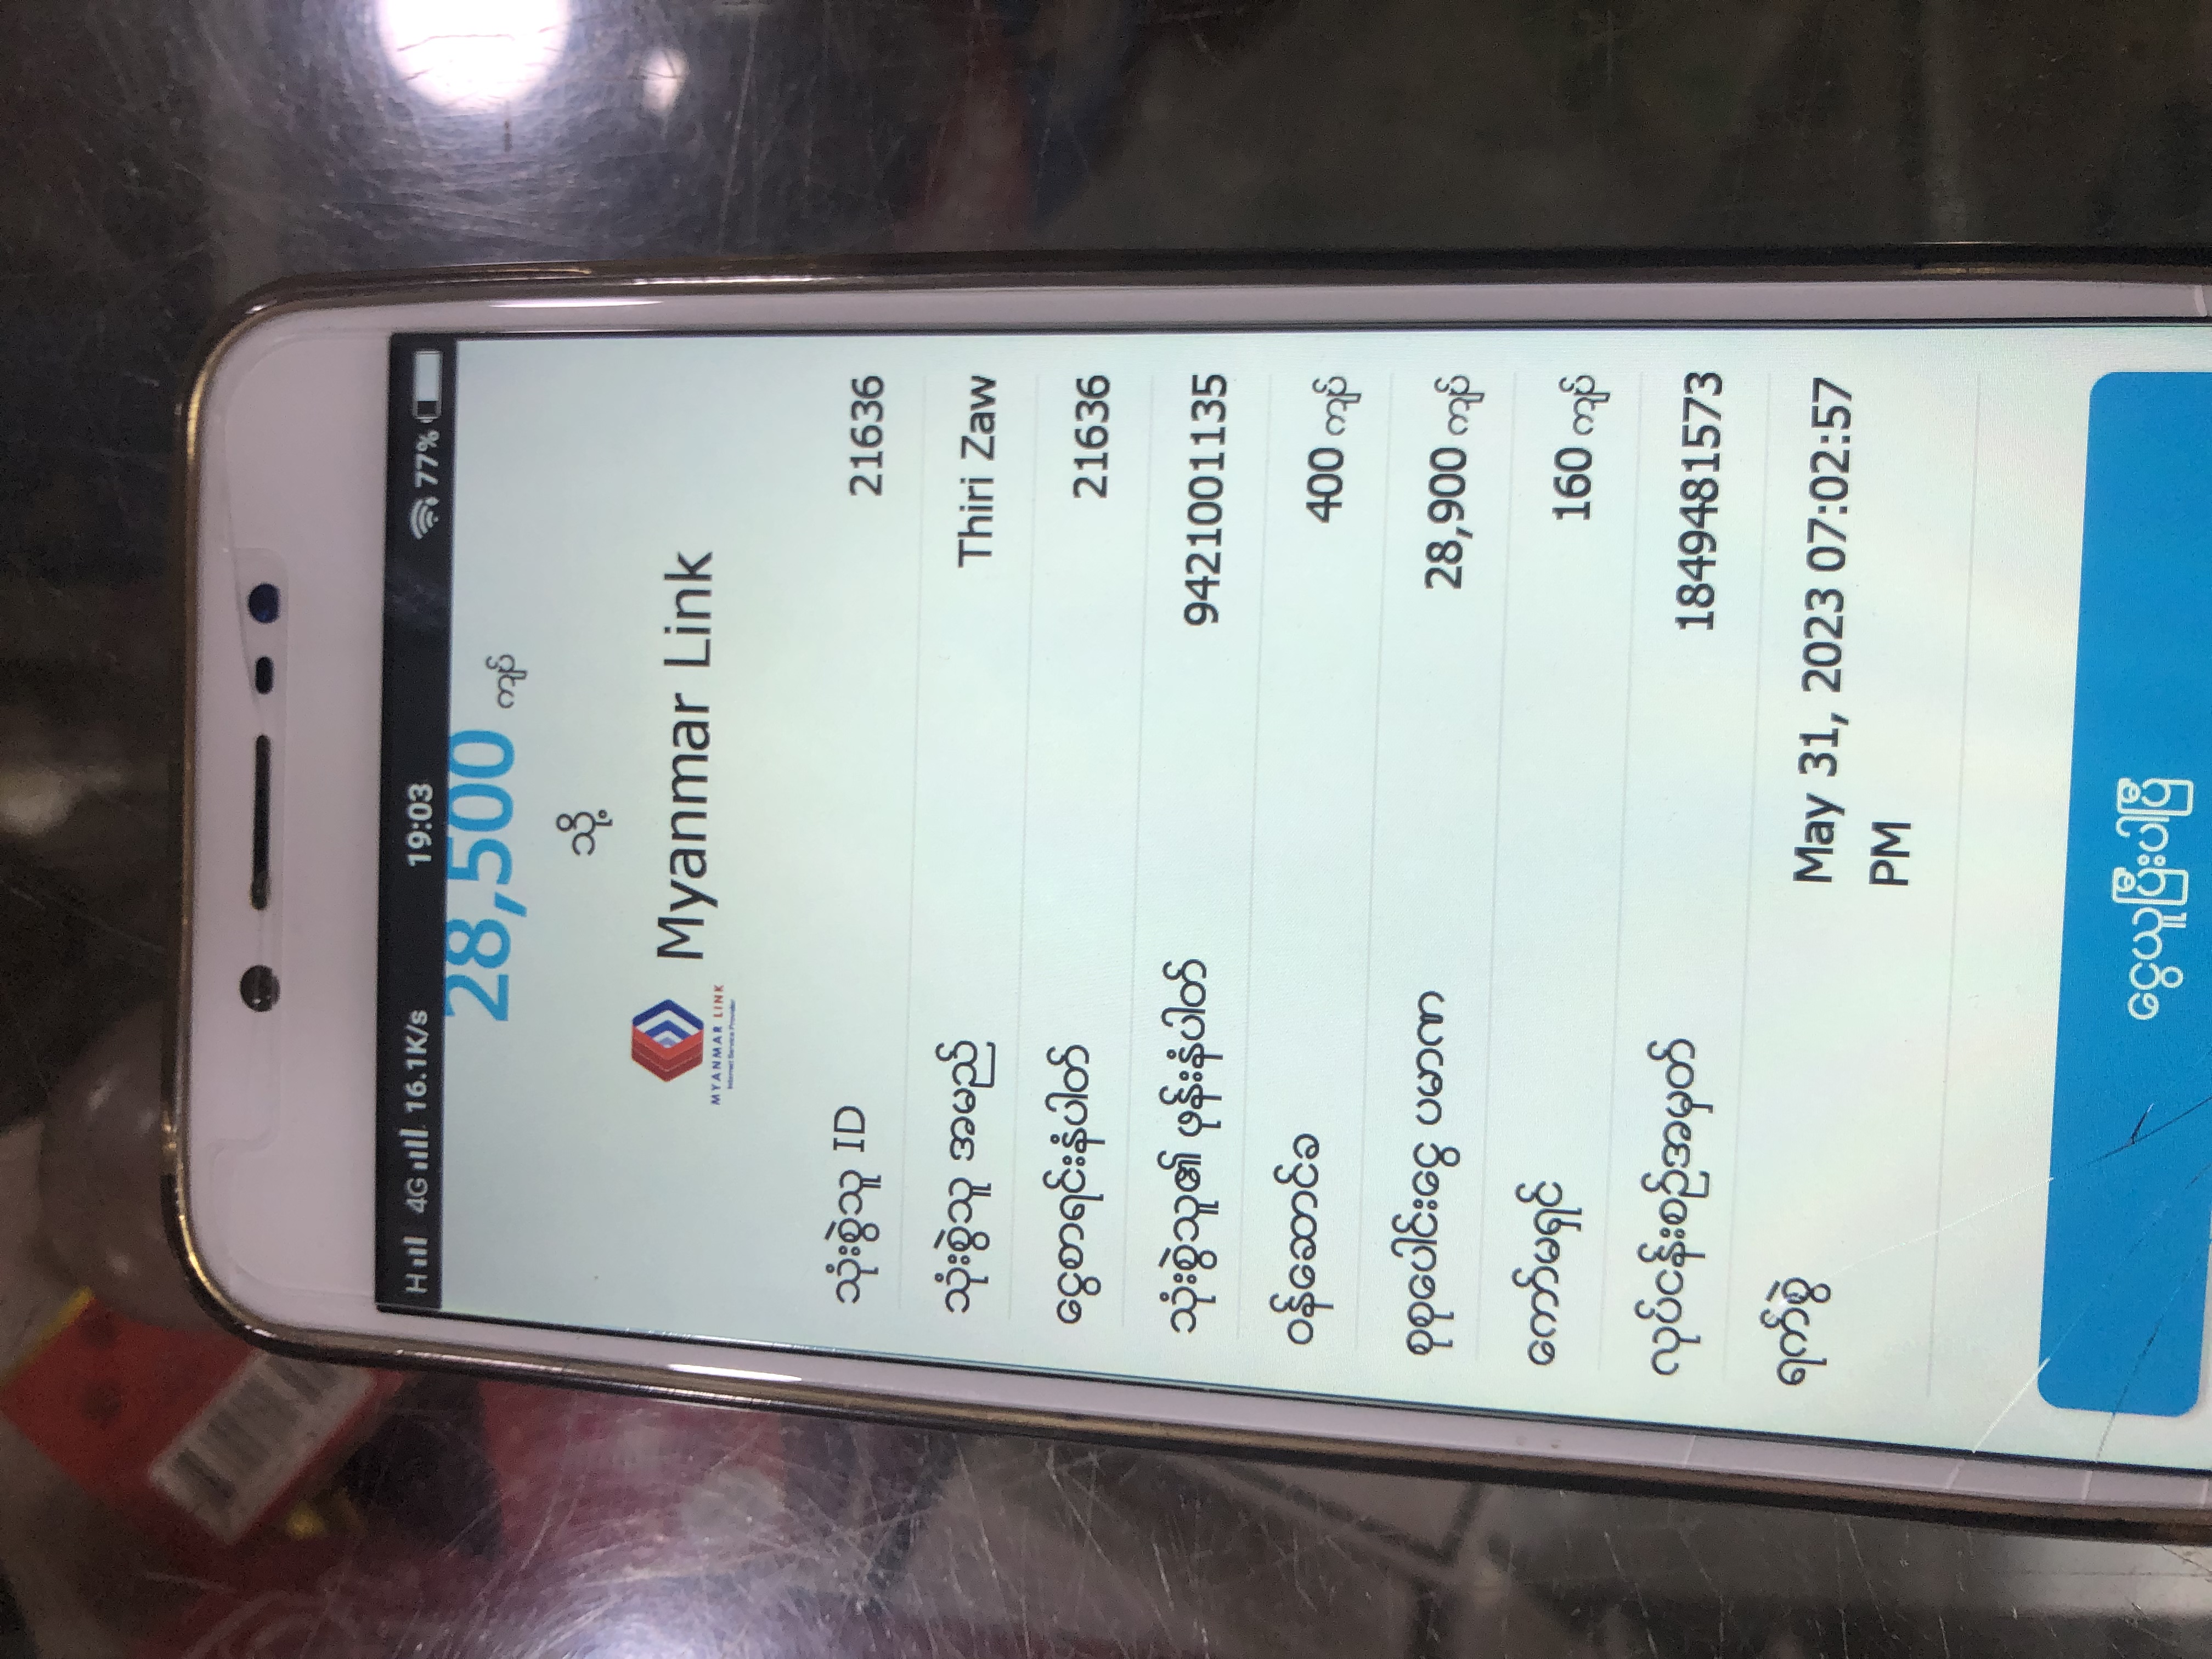 H 4G 16.1K/s 19:03 77%
28,500 ကျပ်
သို့
MYANMAR LINK
Internet Service Provider
Myanmar Link
သုံးစွဲသူ ID 21636
သုံးစွဲသူ အမည် Thiri Zaw
ငွေစာရင်းနံပါတ် 21636
သုံးစွဲသူ၏ ဖုန်းနံပါတ် 9421001135
ဝန်ဆောင်ခ 400 ကျပ်
စုစုပေါင်းငွေ ပမာဏ 28,900 ကျပ်
ကော်မရှင် 160 ကျပ်
လုပ်ငန်းစဉ်အမှတ် 1849481573
ရက်စွဲ May 31, 2023 07:02:57
PM
ငွေယူပြီးပါပြီ